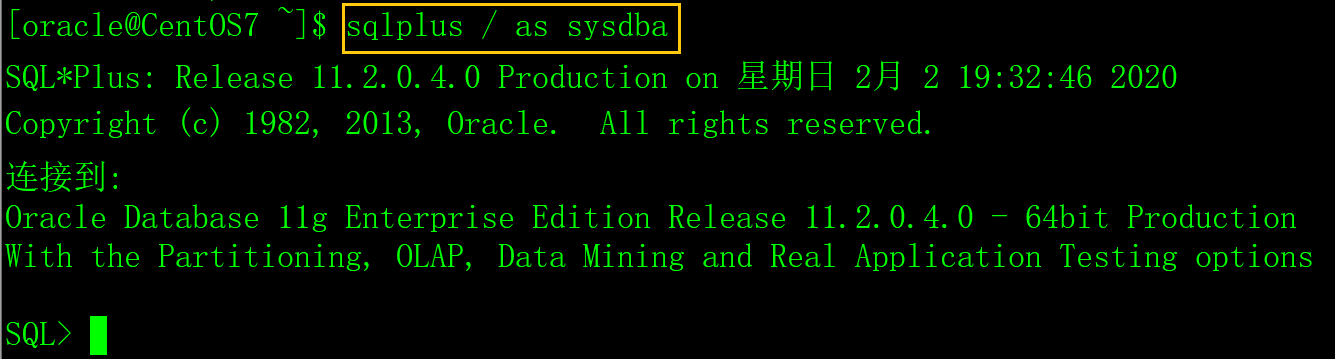 [oracle@CentOS7 ~]$ sqlplus / as sysdba
SQL*Plus: Release 11.2.0.4.0 Production on 星期日 2月 2 19:32:46 2020
Copyright (c) 1982, 2013, Oracle.  All rights reserved.
连接到:
Oracle Database 11g Enterprise Edition Release 11.2.0.4.0 - 64bit Production
With the Partitioning, OLAP, Data Mining and Real Application Testing options
SQL>